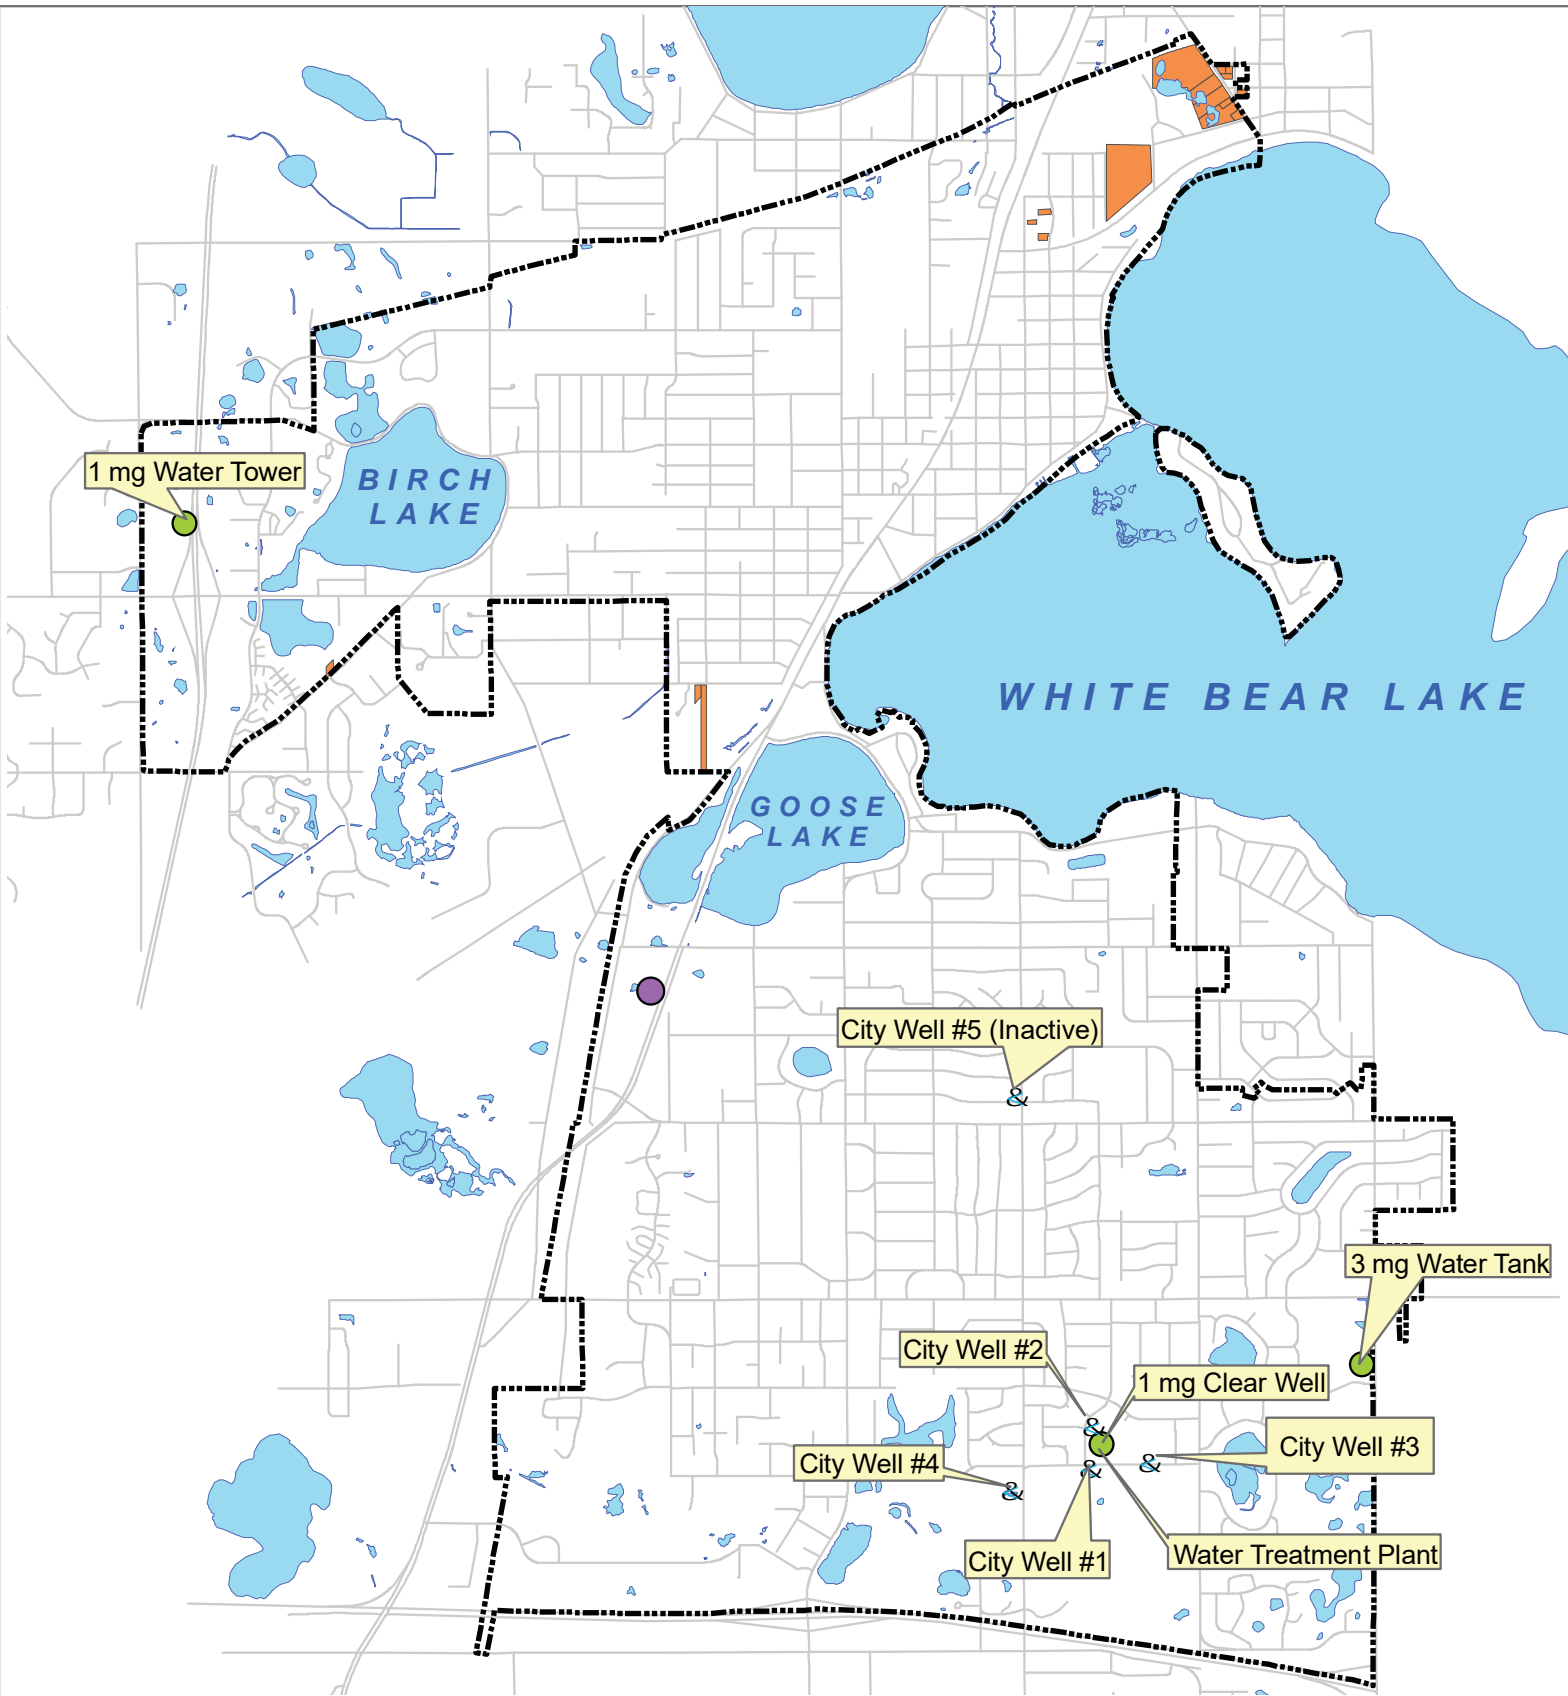 1 mg Water Tower
BIRCH
LAKE
WHITE BEAR LAKE
GOOSE
LAKE
City Well #5 (Inactive)
3 mg Water Tank
City Well #2
1 mg Clear Well
City Well #3
City Well #4
City Well #1
Water Treatment Plant
&
&
&
&
&